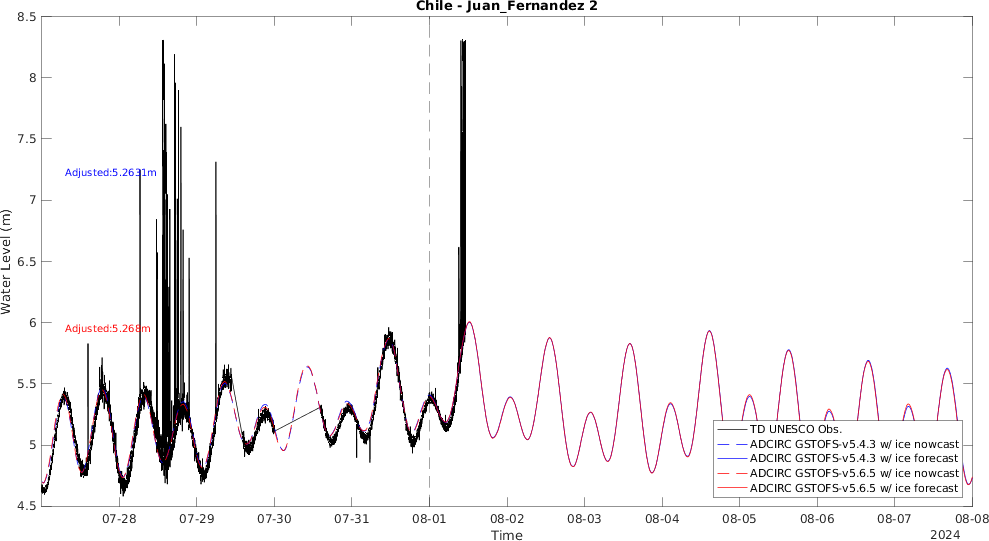 Chile - Juan_Fernandez 2
8.5
8
7.5
7
6.5
6
5.5
5
4.5
Water Level (m)
Adjusted:5.2631m
Adjusted:5.268m
TD UNESCO Obs.
ADCIRC GSTOFS-v5.4.3 w/ ice nowcast
ADCIRC GSTOFS-v5.4.3 w/ ice forecast
ADCIRC GSTOFS-v5.6.5 w/ ice nowcast
ADCIRC GSTOFS-v5.6.5 w/ ice forecast
07-28 07-29 07-30 07-31 08-01 08-02 08-03 08-04 08-05 08-06 08-07 08-08
Time
2024